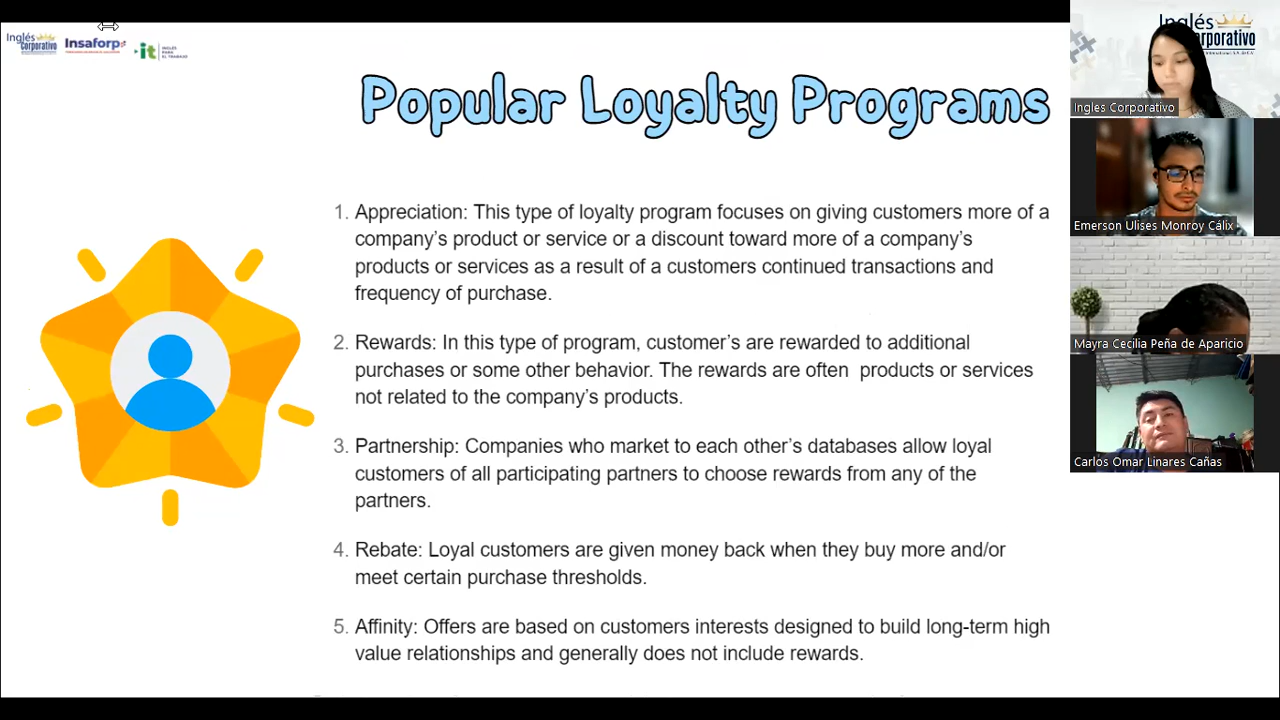 Inglés
Corporativo
Insaforp
it
INGLÉS
PARA
EL TRABAJO
Popular Loyalty Programs
1. Appreciation: This type of loyalty program focuses on giving customers more of a
company's product or service or a discount toward more of a company's
products or services as a result of a customers continued transactions and
frequency of purchase.
2. Rewards: In this type of program, customer's are rewarded to additional
purchases or some other behavior. The rewards are often products or services
not related to the company's products.
3. Partnership: Companies who market to each other's databases allow loyal
customers of all participating partners to choose rewards from any of the
partners.
4. Rebate: Loyal customers are given money back when they buy more and/or
meet certain purchase thresholds.
5. Affinity: Offers are based on customers interests designed to build long-term high
value relationships and generally does not include rewards.
Inglés
orporativo
Ingles Corporativo
Emerson Ulises Monroy Cálix
Mayra Cecilia Peña de Aparicio
Carlos Omar Linares Cañas